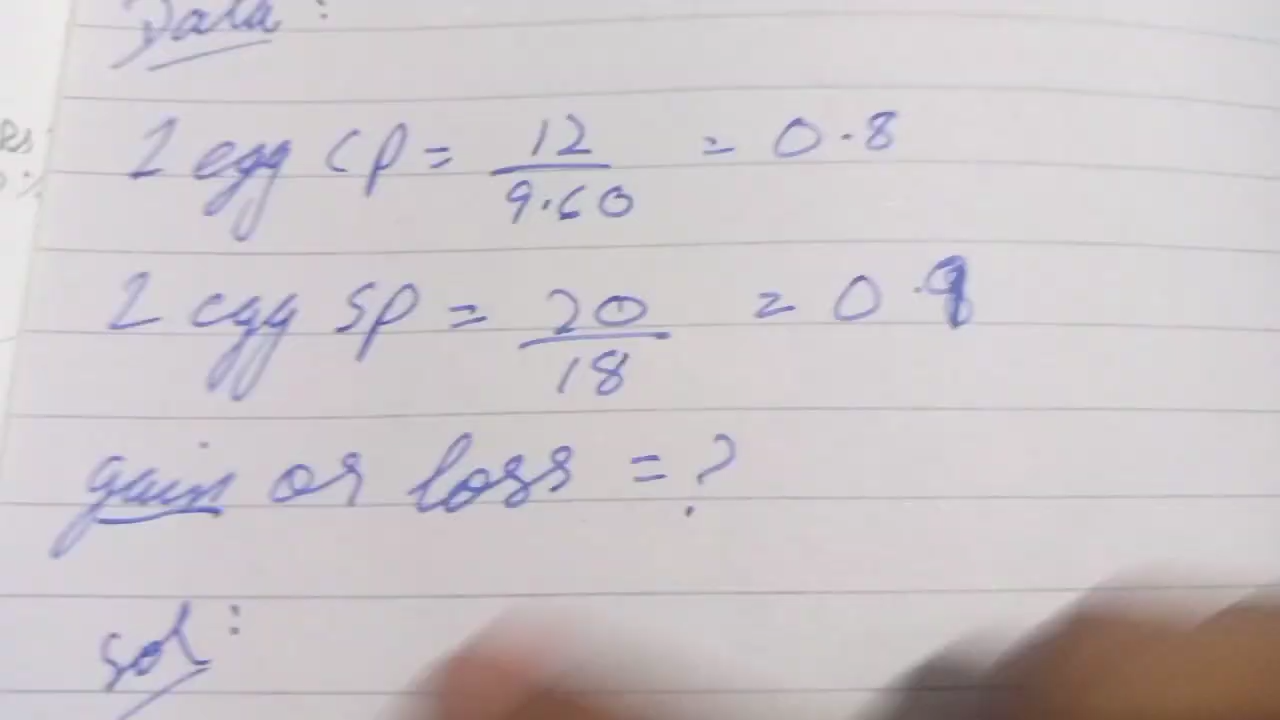 Data:
1 egg CP = 12/9.60 = 0.8
1 egg SP = 20/18 = 0.9
gain or loss = ?
Sol: